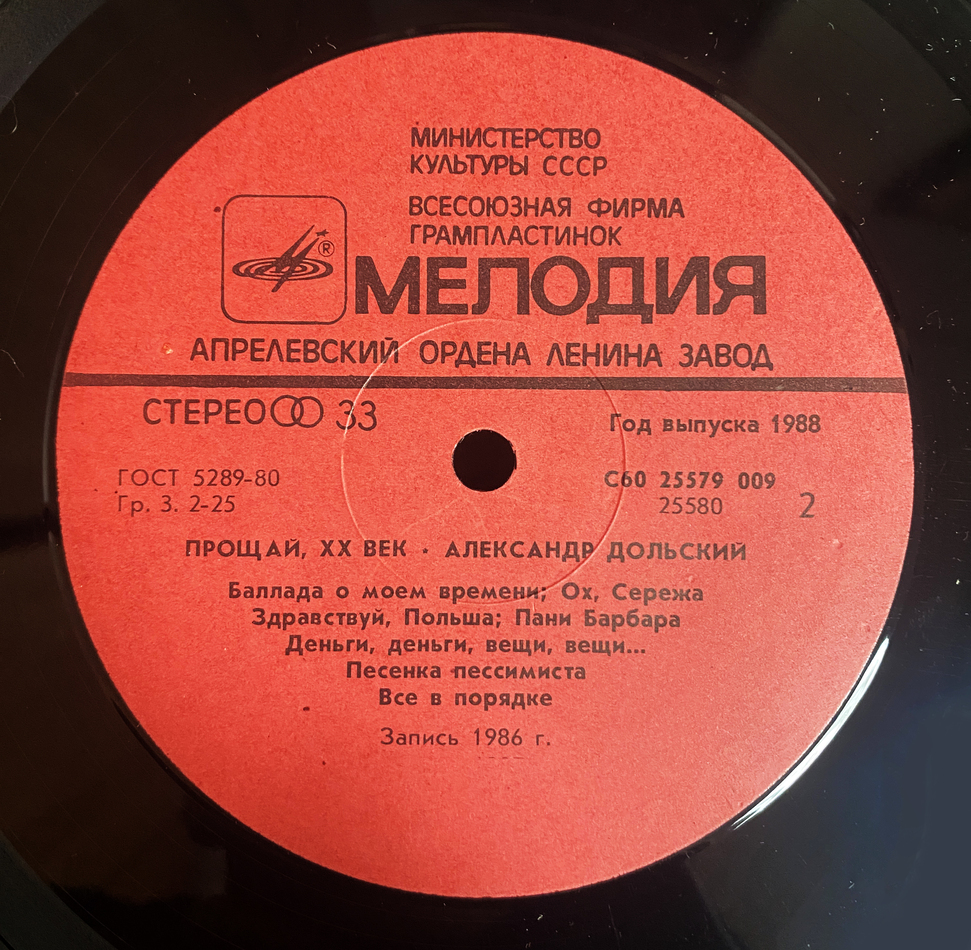 МИНИСТЕРСТВО
КУЛЬТУРЫ СССР
ВСЕСОЮЗНАЯ ФИРМА
ГРАМПЛАСТИНОК
®
МЕЛОДИЯ
АПРЕЛЕВСКИЙ ОРДЕНА ЛЕНИНА ЗАВОД
СТЕРЕО 33
Год выпуска 1988
ГОСТ 5289-80
Гр. 3. 2-25
С60 25579 009
25580
2
ПРОЩАЙ, XX ВЕК · АЛЕКСАНДР ДОЛЬСКИЙ
Баллада о моем времени; Ох, Сережа
Здравствуй, Польша; Пани Барбара
Деньги, деньги, вещи, вещи...
Песенка пессимиста
Все в порядке
Запись 1986 г.